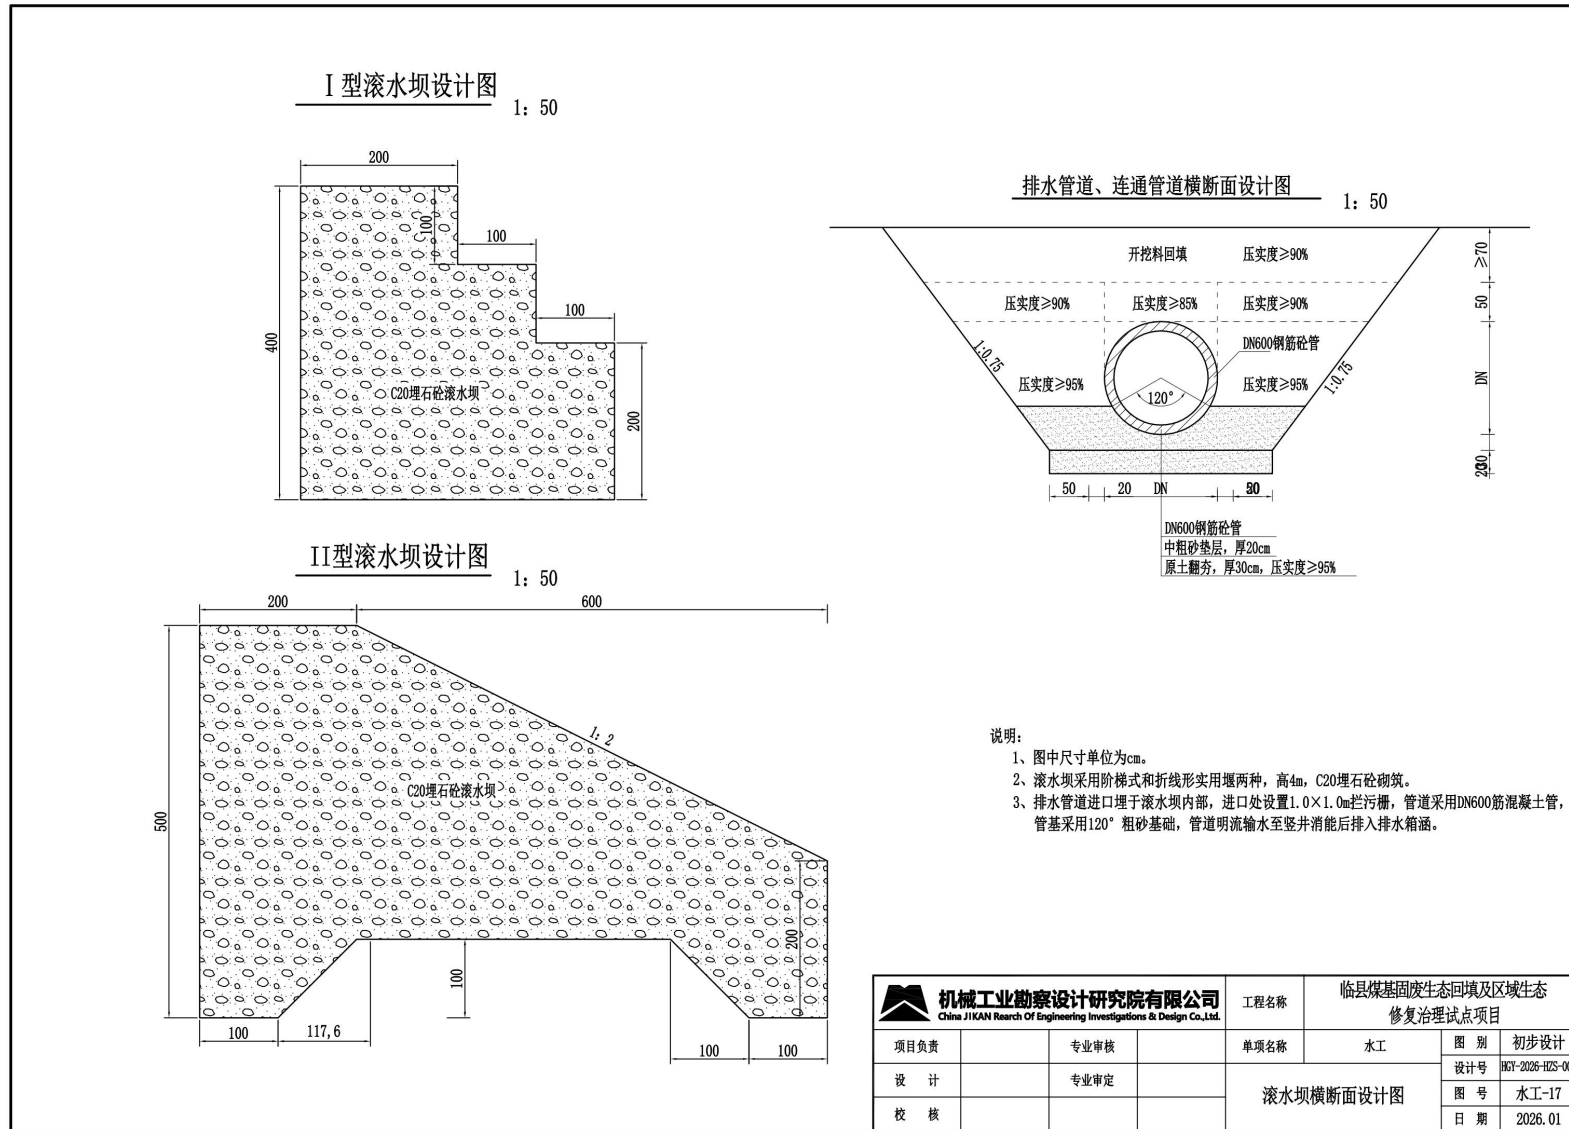 I型滚水坝设计图
1: 50
200
100
100
100
400
200
C20埋石砼滚水坝
排水管道、连通管道横断面设计图
1: 50
开挖料回填 压实度≥90%
≥70
压实度≥90% 压实度≥85% 压实度≥90%
50
DN600钢筋砼管
1:0.75
1:0.75
压实度≥95% 压实度≥95%
DN
120°
50 20 DN
DN600钢筋砼管
中粗砂垫层，厚20cm
原土翻夯，厚30cm，压实度≥95%
II型滚水坝设计图
1: 50
200 600
1: 2
C20埋石砼滚水坝
500
200
100
100 117,6
100 100
说明:
1、图中尺寸单位为cm。
2、滚水坝采用阶梯式和折线形实用堰两种，高4m，C20埋石砼砌筑。
3、排水管道进口埋于滚水坝内部，进口处设置1.0×1.0m拦污栅，管道采用DN600筋混凝土管，
管基采用120°粗砂基础，管道明流输水至竖井消能后排入排水箱涵。
机械工业勘察设计研究院有限公司
China JIKAN Rearch Of Engineering Investigations & Design Co.,Ltd.
工程名称
临县煤基固废生态回填及区域生态
修复治理试点项目
项目负责 专业审核 单项名称 水工 图 别 初步设计
设 计 专业审定 滚水坝横断面设计图 设计号 HGY-2026-HZS-00
图 号 水工-17
校 核 日 期 2026.01